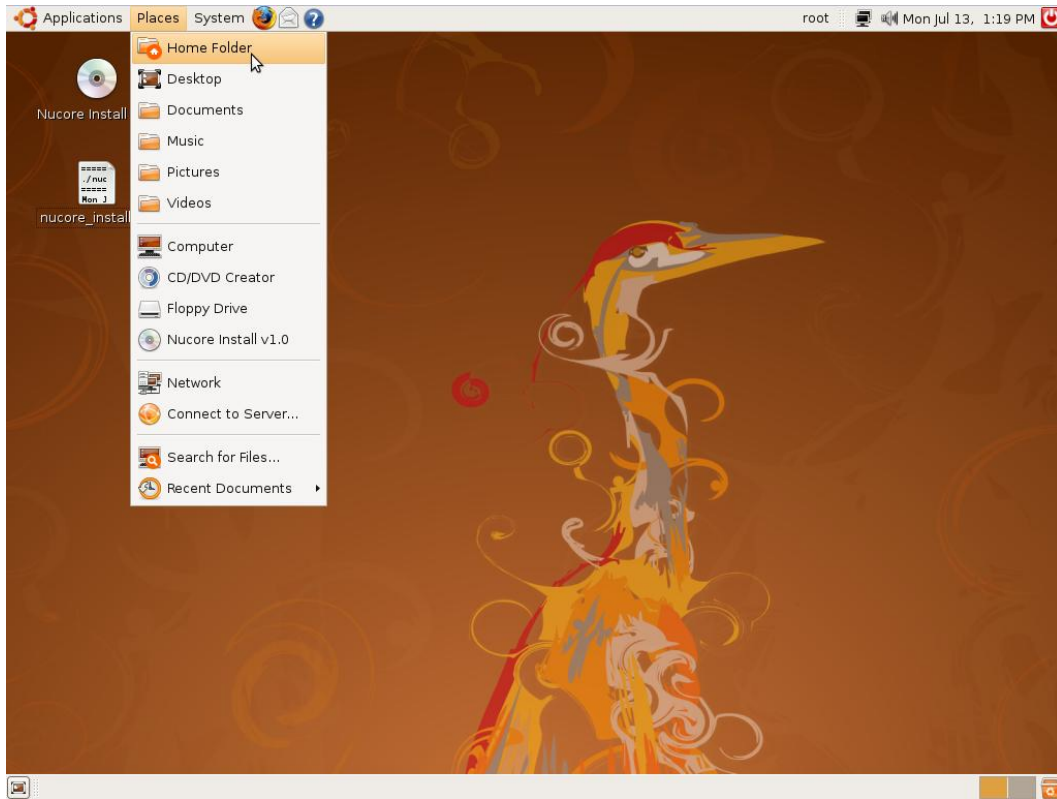 Applications Places System root Mon Jul 13, 1:19 PM
Home Folder
Desktop
Documents
Music
Pictures
Videos
Computer
CD/DVD Creator
Floppy Drive
Nucore Install v1.0
Network
Connect to Server...
Search for Files...
Recent Documents
Nucore Install
=====
./nuc
=====
Mon J
nucore_install